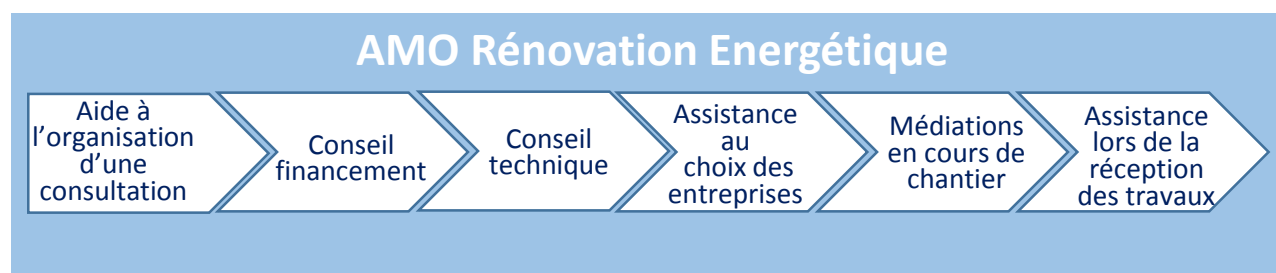 AMO Rénovation Energétique
Aide à
l’organisation
d’une
consultation
Conseil
financement
Conseil
technique
Assistance
au
choix des
entreprises
Médiations
en cours de
chantier
Assistance
lors de la
réception
des travaux